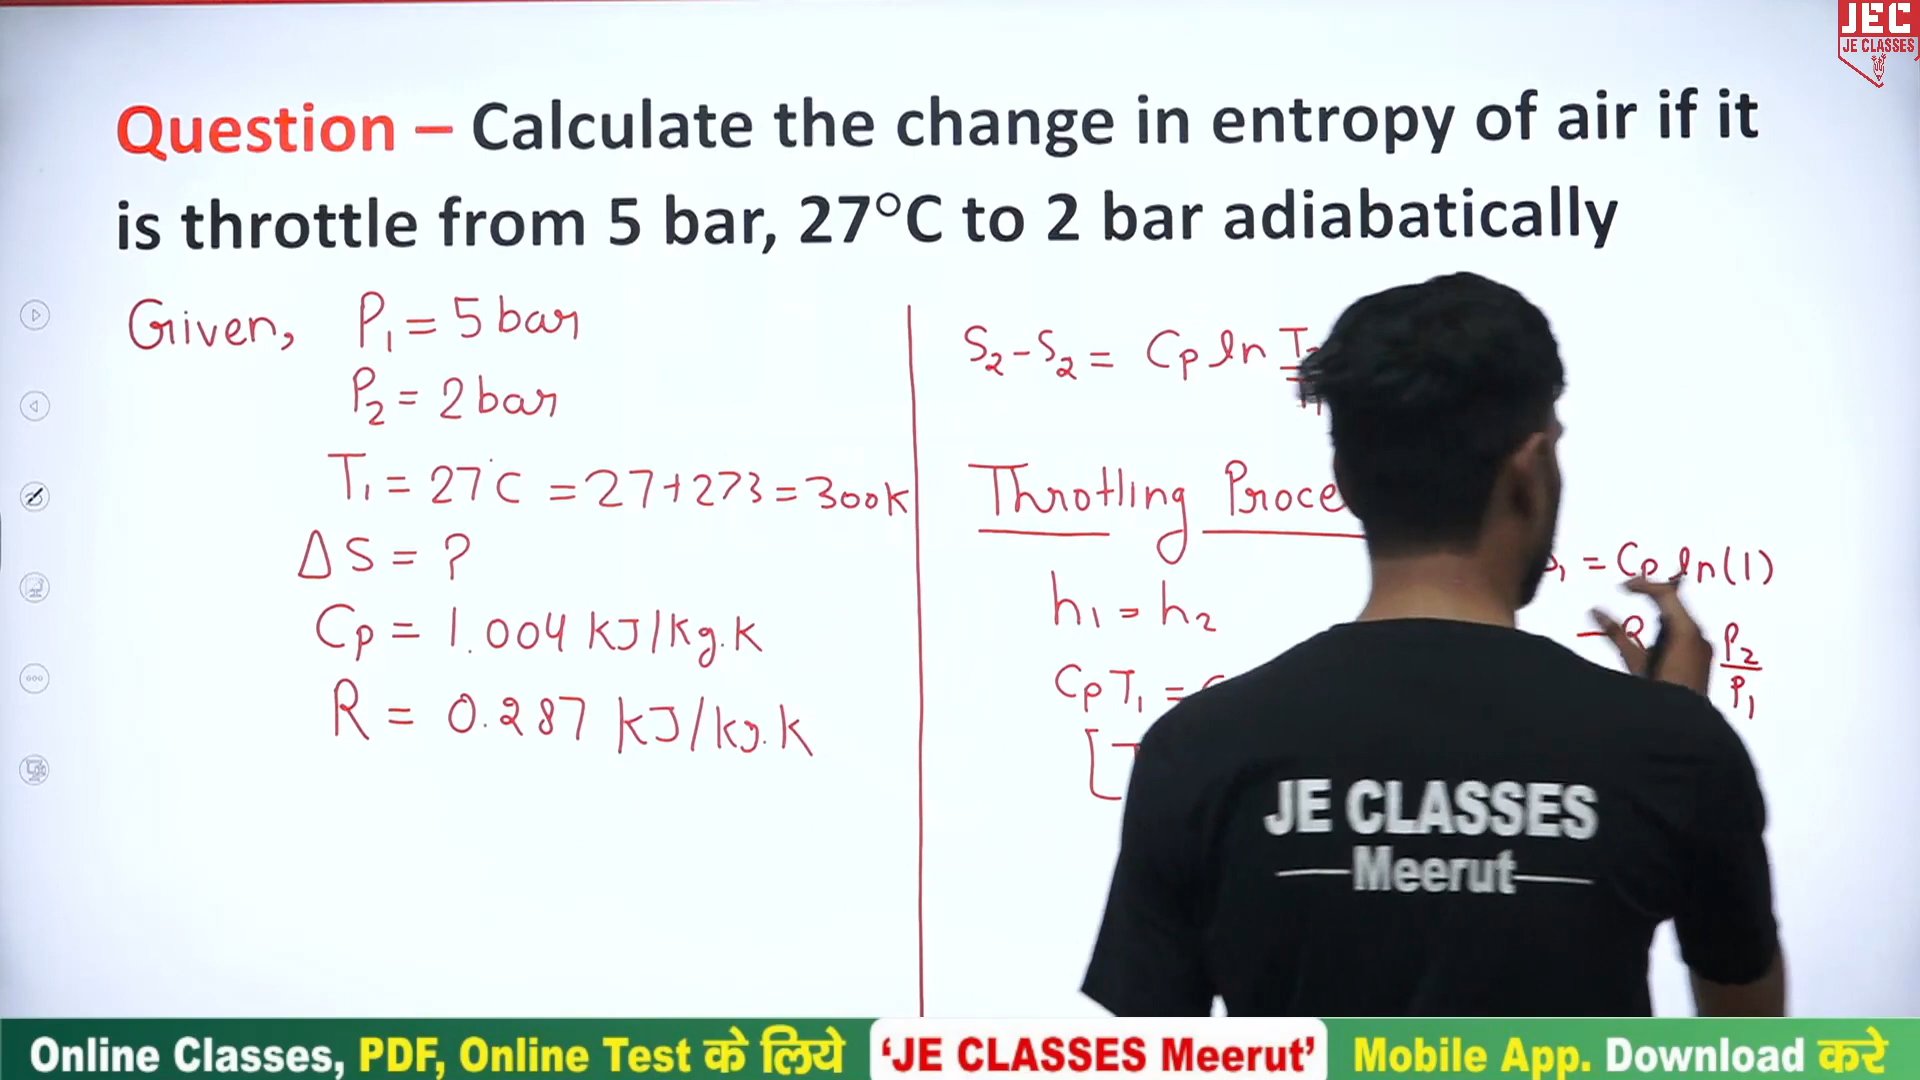 JEC
JE CLASSES
Question – Calculate the change in entropy of air if it
is throttle from 5 bar, 27°C to 2 bar adiabatically
Given, P₁ = 5 bar
P₂ = 2 bar
T₁ = 27°C = 27+273 = 300K
ΔS = ?
Cp = 1.004 KJ/Kg.K
R = 0.287 KJ/kg.K
S₂-S₂ = Cp ln
Throtling
h₁ = h₂
CpT₁ =
= Cp ln(1)
- R P₂/P₁
JE CLASSES
Meerut
Online Classes, PDF, Online Test के लिये 'JE CLASSES Meerut' Mobile App. Download करे